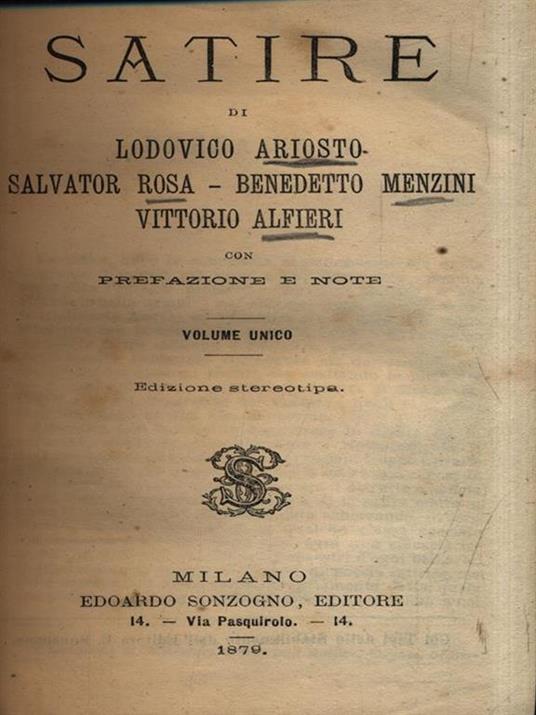 SATIRE
DI
LODOVICO ARIOSTO
SALVATOR ROSA – BENEDETTO MENZINI
VITTORIO ALFIERI
CON
PREFAZIONE E NOTE
VOLUME UNICO
Edizione stereotipa.
MILANO
EDOARDO SONZOGNO, EDITORE
14. — Via Pasquirolo. — 14.
1879.